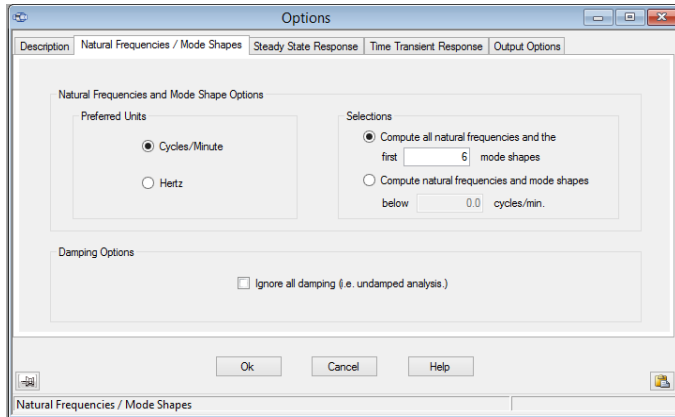 Options
Description Natural Frequencies / Mode Shapes Steady State Response Time Transient Response Output Options
Natural Frequencies and Mode Shape Options
Preferred Units
Cycles/Minute
Hertz
Selections
Compute all natural frequencies and the
first 6 mode shapes
Compute natural frequencies and mode shapes
below 0.0 cycles/min.
Damping Options
Ignore all damping (i.e. undamped analysis.)
Ok Cancel Help
Natural Frequencies / Mode Shapes